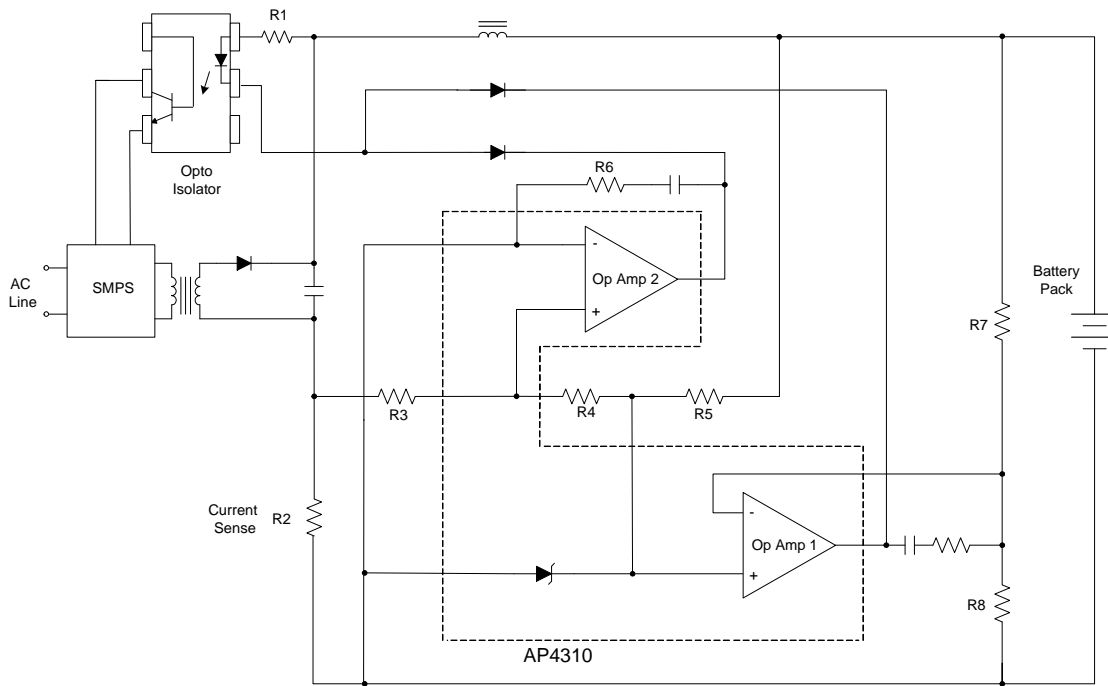 R1
Opto
Isolator
R6
-
Op Amp 2
+
AC
Line
SMPS
Battery
Pack
R7
R3
R4
R5
Current
Sense
R2
-
Op Amp 1
+
R8
AP4310